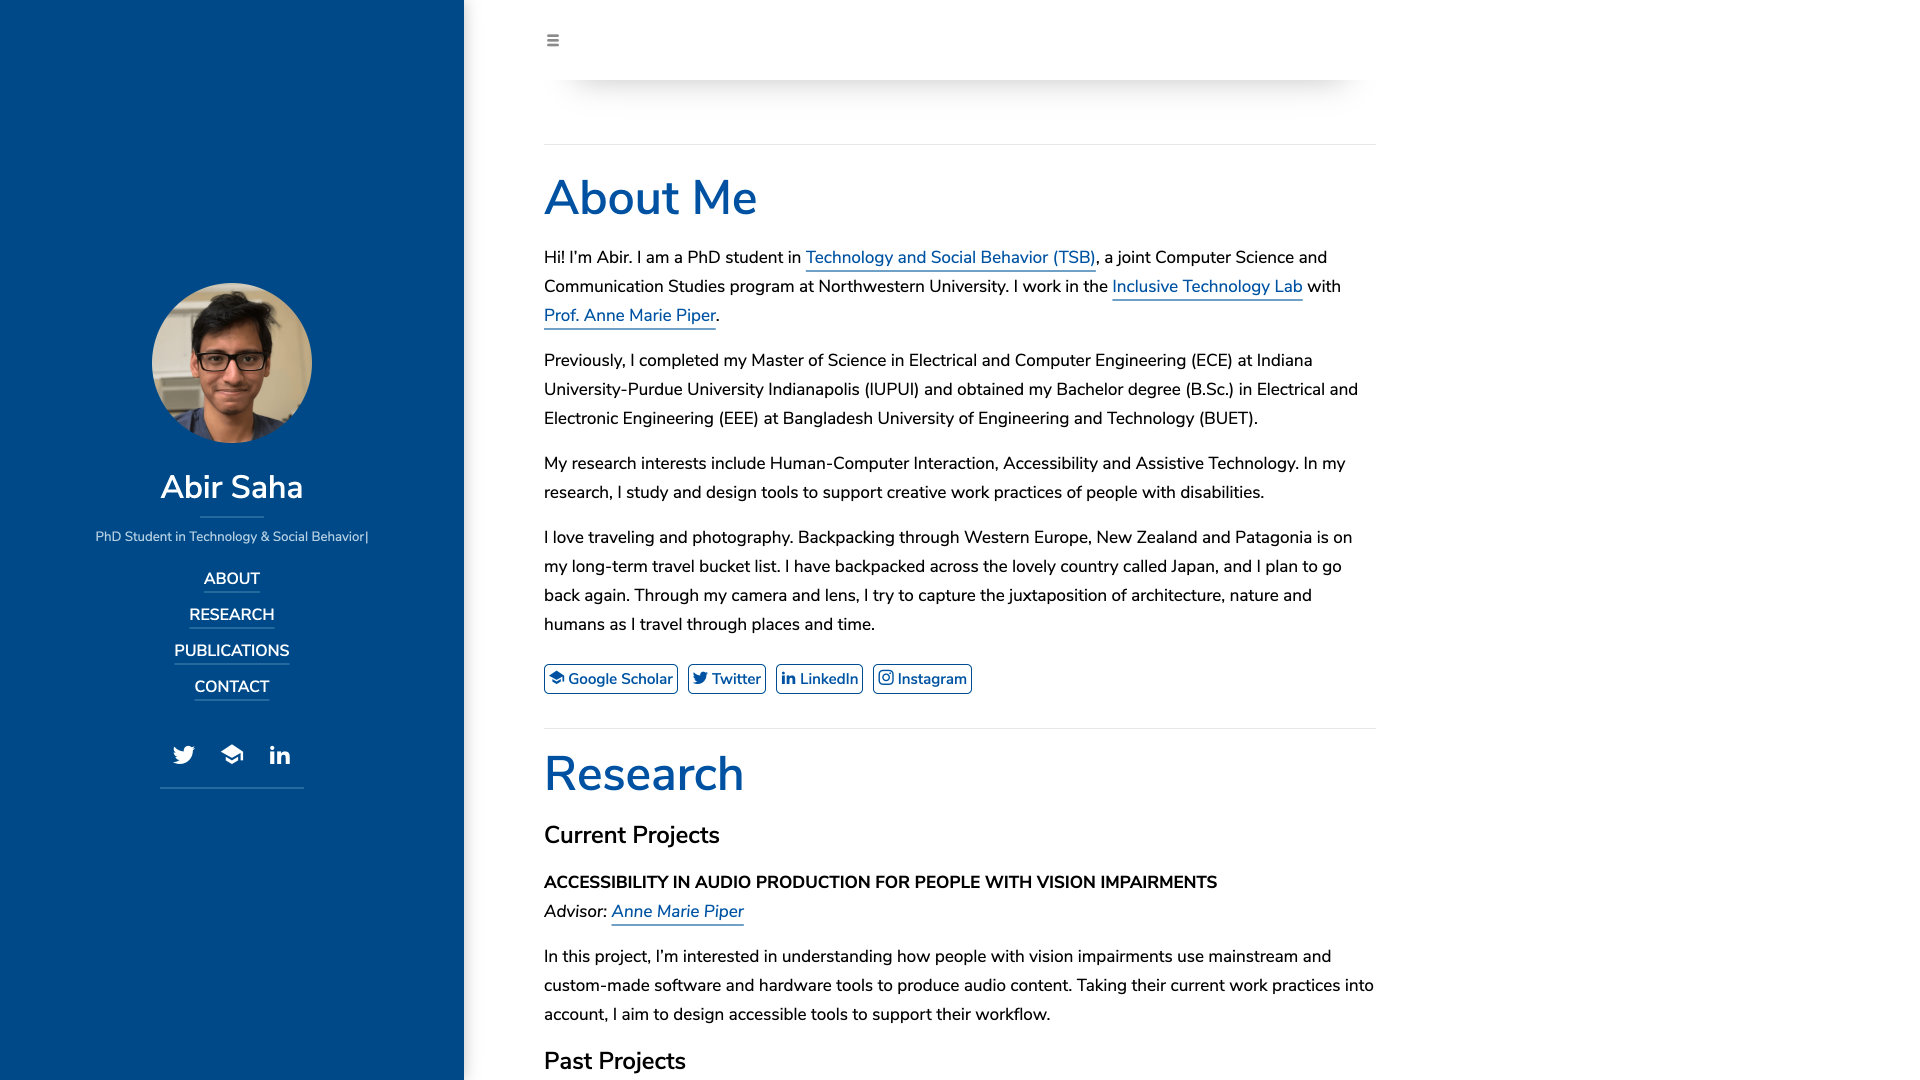 Abir Saha
PhD Student in Technology & Social Behavior|
ABOUT
RESEARCH
PUBLICATIONS
CONTACT
About Me
Hi! I’m Abir. I am a PhD student in Technology and Social Behavior (TSB), a joint Computer Science and
Communication Studies program at Northwestern University. I work in the Inclusive Technology Lab with
Prof. Anne Marie Piper.
Previously, I completed my Master of Science in Electrical and Computer Engineering (ECE) at Indiana
University-Purdue University Indianapolis (IUPUI) and obtained my Bachelor degree (B.Sc.) in Electrical and
Electronic Engineering (EEE) at Bangladesh University of Engineering and Technology (BUET).
My research interests include Human-Computer Interaction, Accessibility and Assistive Technology. In my
research, I study and design tools to support creative work practices of people with disabilities.
I love traveling and photography. Backpacking through Western Europe, New Zealand and Patagonia is on
my long-term travel bucket list. I have backpacked across the lovely country called Japan, and I plan to go
back again. Through my camera and lens, I try to capture the juxtaposition of architecture, nature and
humans as I travel through places and time.
Google Scholar Twitter LinkedIn Instagram
Research
Current Projects
ACCESSIBILITY IN AUDIO PRODUCTION FOR PEOPLE WITH VISION IMPAIRMENTS
Advisor: Anne Marie Piper
In this project, I’m interested in understanding how people with vision impairments use mainstream and
custom-made software and hardware tools to produce audio content. Taking their current work practices into
account, I aim to design accessible tools to support their workflow.
Past Projects